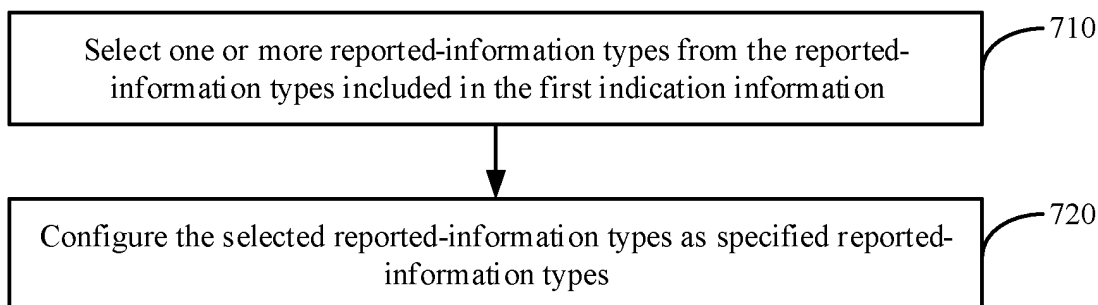 Select one or more reported-information types from the reported-
information types included in the first indication information
710
Configure the selected reported-information types as specified reported-
information types
720